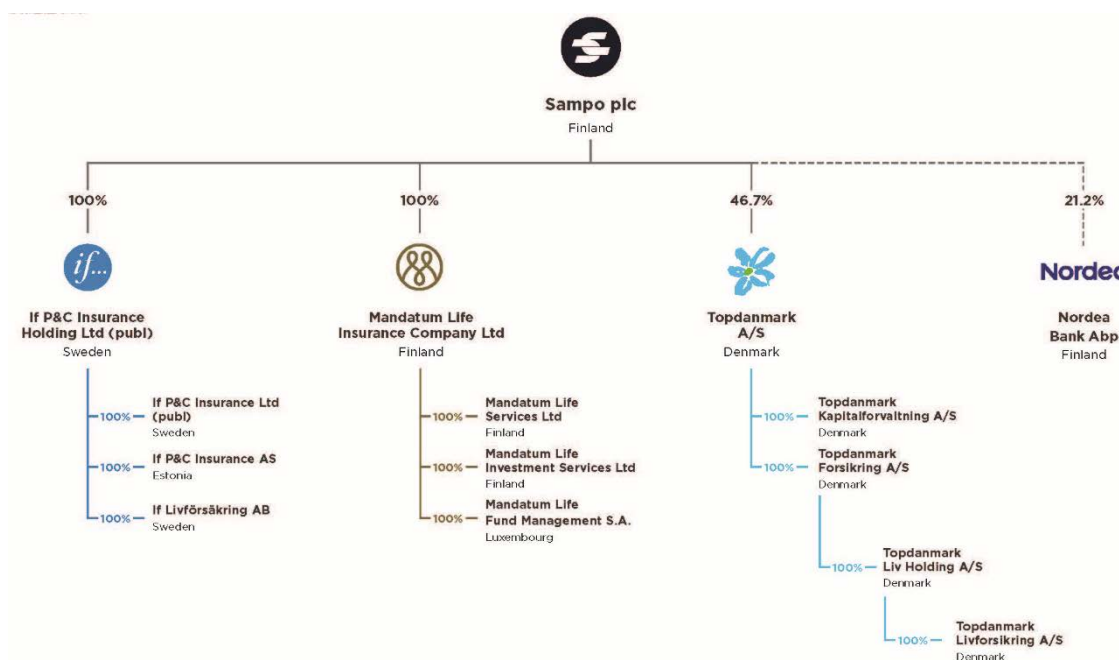 Sampo plc
Finland
100%
100%
46.7%
21.2%
if...
Nordea
If P&C Insurance
Holding Ltd (publ)
Sweden
Mandatum Life
Insurance Company Ltd
Finland
Topdanmark
A/S
Denmark
Nordea
Bank Abp
Finland
100%
If P&C Insurance Ltd
(publ)
Sweden
100%
If P&C Insurance AS
Estonia
100%
If Livförsäkring AB
Sweden
100%
Mandatum Life
Services Ltd
Finland
100%
Mandatum Life
Investment Services Ltd
Finland
100%
Mandatum Life
Fund Management S.A.
Luxembourg
100%
Topdanmark
Kapitalforvaltning A/S
Denmark
100%
Topdanmark
Forsikring A/S
Denmark
100%
Topdanmark
Liv Holding A/S
Denmark
100%
Topdanmark
Livforsikring A/S
Denmark